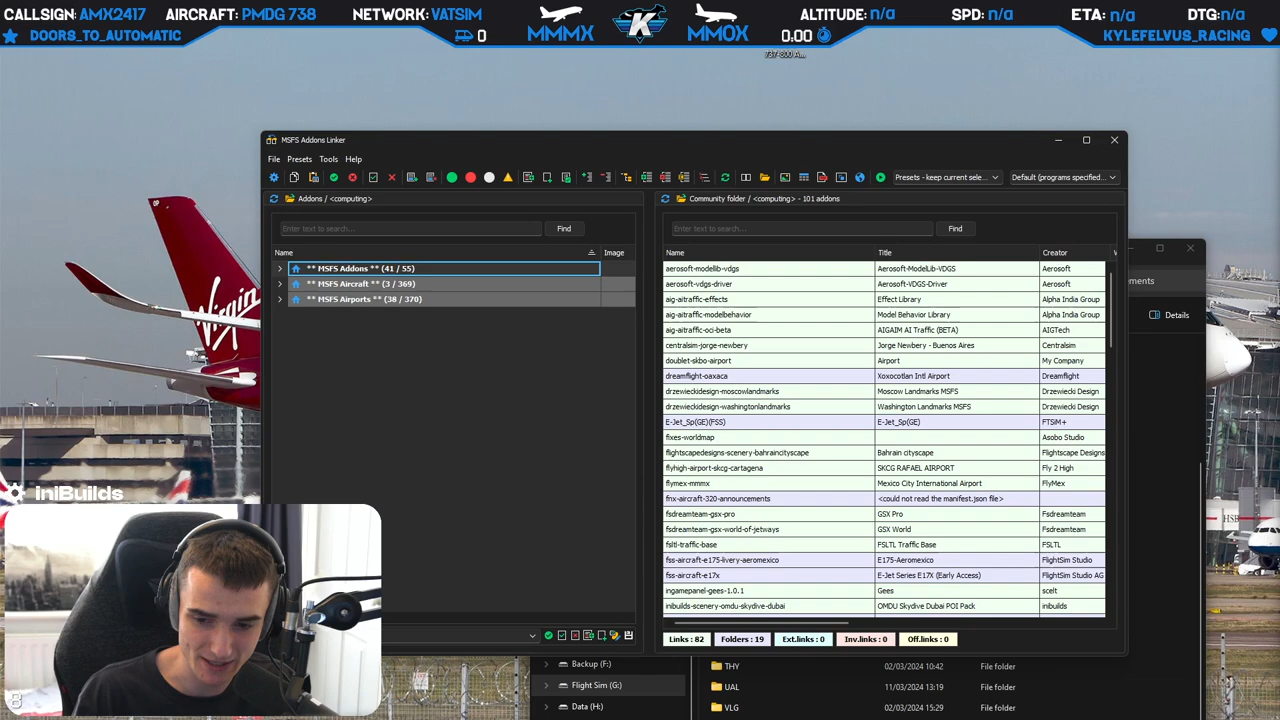 CALLSIGN: AMX2417 AIRCRAFT: PMDG 738 NETWORK: VATSIM MMMX K MMOX ALTITUDE: n/a SPD: n/a ETA: n/a DTG:n/a
DOORS_TO_AUTOMATIC 0 0.00 KYLEFELVUS_RACING
737-800 A...
MSFS Addons Linker
File Presets Tools Help
Presets - keep current sele... Default (programs specified...
Addons / <computing> Community folder / <computing> - 101 addons
Enter text to search... Find Enter text to search... Find
Name Image Name Title Creator
** MSFS Addons ** (41 / 55)
** MSFS Aircraft ** (3 / 369)
** MSFS Airports ** (38 / 370)
aerosoft-modellib-vdgs Aerosoft-ModelLib-VDGS Aerosoft
aerosoft-vdgs-driver Aerosoft-VDGS-Driver Aerosoft
aig-aitraffic-effects Effect Library Alpha India Group
aig-aitraffic-modelbehavior Model Behavior Library Alpha India Group
aig-aitraffic-oci-beta AIGAIM AI Traffic (BETA) AIGTech
centralsim-jorge-newbery Jorge Newbery - Buenos Aires Centralsim
doublet-skbo-airport Airport My Company
dreamflight-oaxaca Xoxocotlan Intl Airport Dreamflight
drzewieckidesign-moscowlandmarks Moscow Landmarks MSFS Drzewiecki Design
drzewieckidesign-washingtonlandmarks Washington Landmarks MSFS Drzewiecki Design
E-Jet_Sp(GE)(FSS) E-Jet_Sp(GE) FTSIM+
fixes-worldmap Asobo Studio
flightscapedesigns-scenery-bahraincityscape Bahrain cityscape Flightscape Designs
flyhigh-airport-skcg-cartagena SKCG RAFAEL AIRPORT Fly 2 High
flymex-mmmx Mexico City International Airport FlyMex
fnx-aircraft-320-announcements <could not read the manifest.json file>
fsdreamteam-gsx-pro GSX Pro Fsdreamteam
fsdreamteam-gsx-world-of-jetways GSX World Fsdreamteam
fsltl-traffic-base FSLTL Traffic Base FSLTL
fss-aircraft-e175-livery-aeromexico E175-Aeromexico FlightSim Studio
fss-aircraft-e17x E-Jet Series E17X (Early Access) FlightSim Studio AG
ingamepanel-gees-1.0.1 Gees scelt
inibuilds-scenery-omdu-skydive-dubai OMDU Skydive Dubai POI Pack inibuilds
Links : 82 Folders : 19 Ext.links : 0 Inv.links : 0 Off.links : 0
ements
Details
Virgin
iniBuilds
Backup (F:) THY 02/03/2024 10:42 File folder
Flight Sim (G:) UAL 11/03/2024 13:19 File folder
Data (H:) VLG 02/03/2024 15:29 File folder